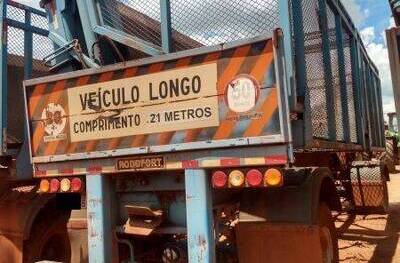 VEÍCULO LONGO
COMPRIMENTO .21 METROS
80
RODOFORT